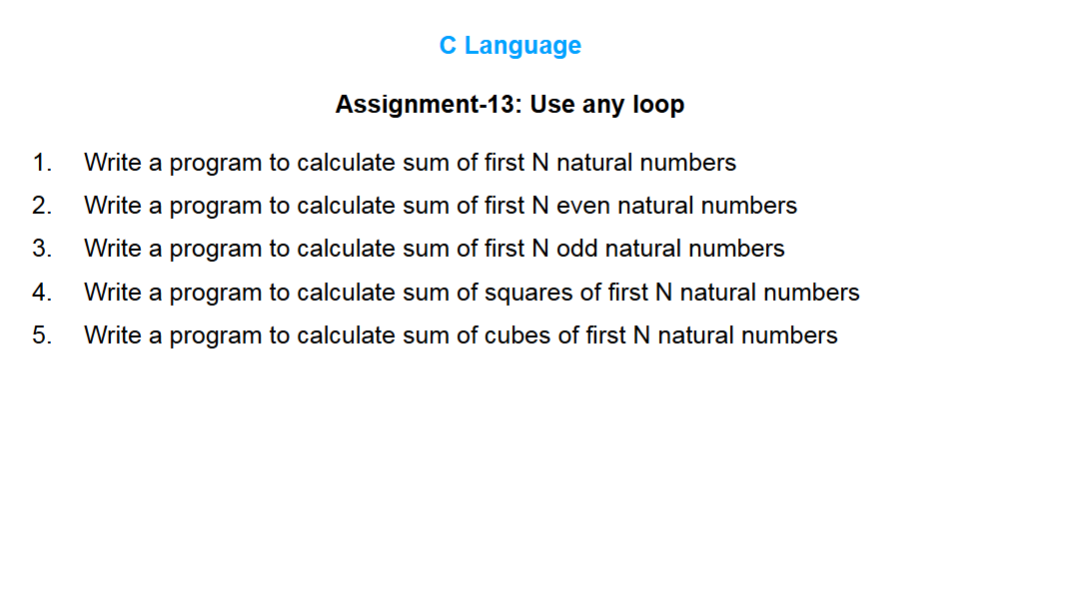 C Language
Assignment-13: Use any loop
1. Write a program to calculate sum of first N natural numbers
2. Write a program to calculate sum of first N even natural numbers
3. Write a program to calculate sum of first N odd natural numbers
4. Write a program to calculate sum of squares of first N natural numbers
5. Write a program to calculate sum of cubes of first N natural numbers